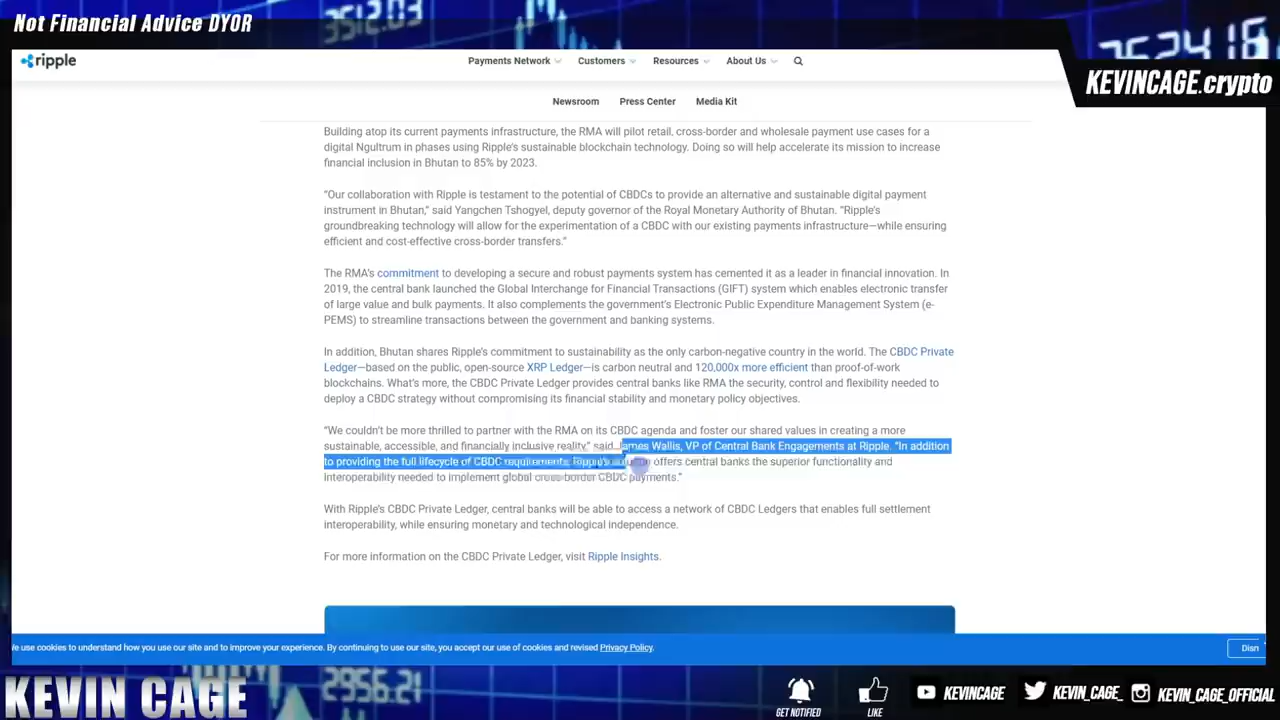 Not Financial Advice DYOR
3512.03
352416
KEVINCAGE.crypto
ripple
Payments Network
Customers
Resources
About Us
Newsroom
Press Center
Media Kit
Building atop its current payments infrastructure, the RMA will pilot retail, cross-border and wholesale payment use cases for a
digital Ngultrum in phases using Ripple's sustainable blockchain technology. Doing so will help accelerate its mission to increase
financial inclusion in Bhutan to 85% by 2023.
“Our collaboration with Ripple is testament to the potential of CBDCs to provide an alternative and sustainable digital payment
instrument in Bhutan,” said Yangchen Tshogyel, deputy governor of the Royal Monetary Authority of Bhutan. “Ripple's
groundbreaking technology will allow for the experimentation of a CBDC with our existing payments infrastructure—while ensuring
efficient and cost-effective cross-border transfers.”
The RMA's commitment to developing a secure and robust payments system has cemented it as a leader in financial innovation. In
2019, the central bank launched the Global Interchange for Financial Transactions (GIFT) system which enables electronic transfer
of large value and bulk payments. It also complements the government's Electronic Public Expenditure Management System (e-
PEMS) to streamline transactions between the government and banking systems.
In addition, Bhutan shares Ripple's commitment to sustainability as the only carbon-negative country in the world. The CBDC Private
Ledger—based on the public, open-source XRP Ledger—is carbon neutral and 120,000x more efficient than proof-of-work
blockchains. What's more, the CBDC Private Ledger provides central banks like RMA the security, control and flexibility needed to
deploy a CBDC strategy without compromising its financial stability and monetary policy objectives.
“We couldn't be more thrilled to partner with the RMA on its CBDC agenda and foster our shared values in creating a more
sustainable, accessible, and financially inclusive reality,” said James Wallis, VP of Central Bank Engagements at Ripple. “In addition
to providing the full lifecycle of CBDC requirements, Ripple's offers central banks the superior functionality and
interoperability needed to implement global cross-border CBDC payments.”
With Ripple's CBDC Private Ledger, central banks will be able to access a network of CBDC Ledgers that enables full settlement
interoperability, while ensuring monetary and technological independence.
For more information on the CBDC Private Ledger, visit Ripple Insights.
e use cookies to understand how you use our site and to improve your experience. By continuing to use our site, you accept our use of cookies and revised Privacy Policy.
Disn
KEVIN CAGE
2956.21
GET NOTIFIED
LIKE
KEVINCAGE
KEVIN_CAGE_
KEVIN_CAGE_OFFICIAL